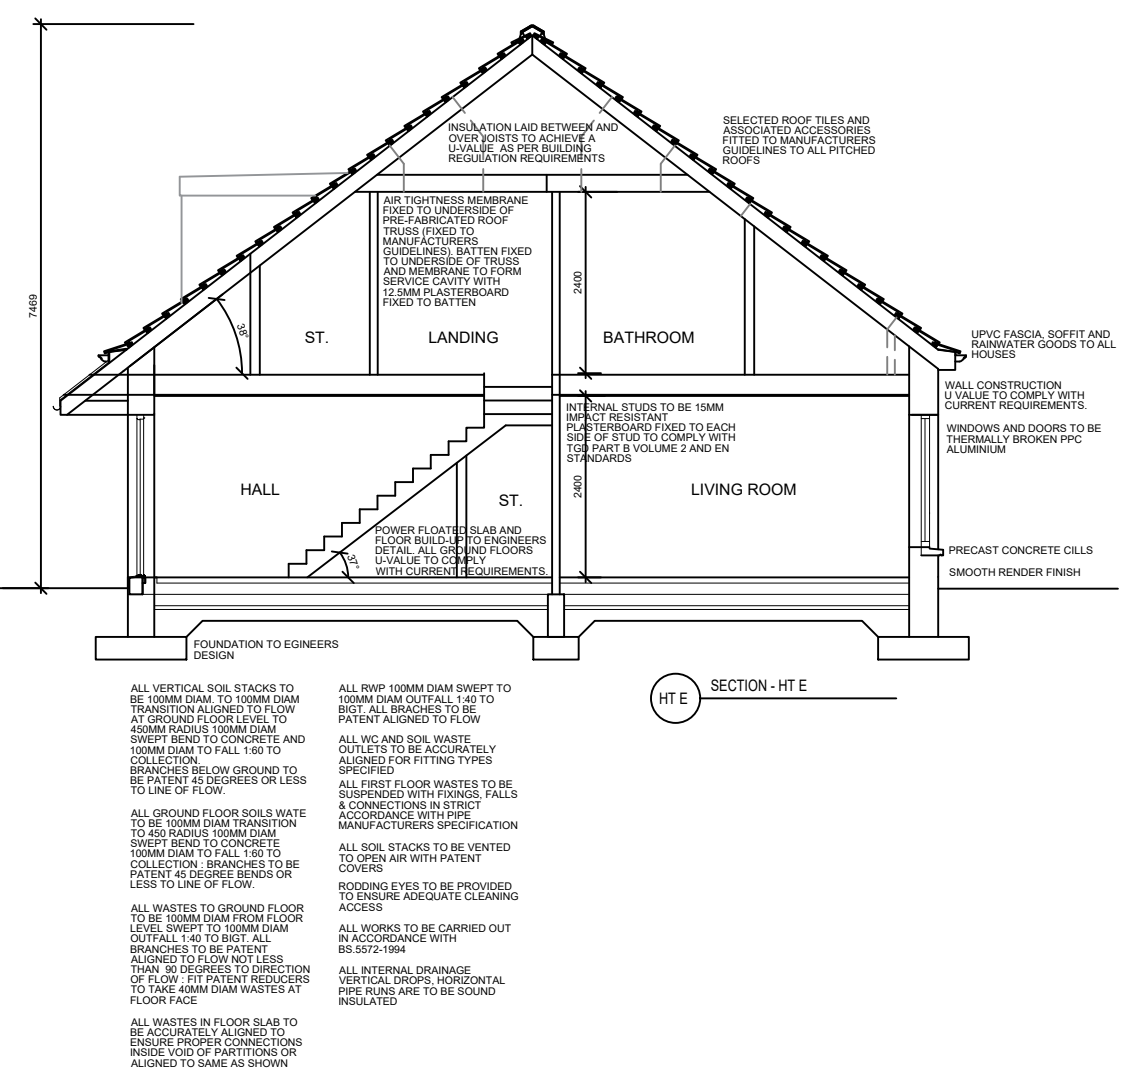 INSULATION LAID BETWEEN AND
OVER JOISTS TO ACHIEVE A
U-VALUE AS PER BUILDING
REGULATION REQUIREMENTS
SELECTED ROOF TILES AND
ASSOCIATED ACCESSORIES
FITTED TO MANUFACTURERS
GUIDELINES TO ALL PITCHED
ROOFS
AIR TIGHTNESS MEMBRANE
FIXED TO UNDERSIDE OF
PRE-FABRICATED ROOF
TRUSS (FIXED TO
MANUFACTURERS
GUIDELINES). BATTEN FIXED
TO UNDERSIDE OF TRUSS
AND MEMBRANE TO FORM
SERVICE CAVITY WITH
12.5MM PLASTERBOARD
FIXED TO BATTEN
2400
7469
38°
ST.
LANDING
BATHROOM
UPVC FASCIA, SOFFIT AND
RAINWATER GOODS TO ALL
HOUSES
WALL CONSTRUCTION
U VALUE TO COMPLY WITH
CURRENT REQUIREMENTS.
WINDOWS AND DOORS TO BE
THERMALLY BROKEN PPC
ALUMINIUM
INTERNAL STUDS TO BE 15MM
IMPACT RESISTANT
PLASTERBOARD FIXED TO EACH
SIDE OF STUD TO COMPLY WITH
TGD PART B VOLUME 2 AND EN
STANDARDS
2400
HALL
ST.
LIVING ROOM
POWER FLOATED SLAB AND
FLOOR BUILD-UP TO ENGINEERS
DETAIL. ALL GROUND FLOORS
U-VALUE TO COMPLY
WITH CURRENT REQUIREMENTS.
37°
PRECAST CONCRETE CILLS
SMOOTH RENDER FINISH
FOUNDATION TO EGINEERS
DESIGN
HT E
SECTION - HT E
ALL VERTICAL SOIL STACKS TO
BE 100MM DIAM. TO 100MM DIAM
TRANSITION ALIGNED TO FLOW
AT GROUND FLOOR LEVEL TO
450MM RADIUS 100MM DIAM
SWEPT BEND TO CONCRETE AND
100MM DIAM TO FALL 1:60 TO
COLLECTION.
BRANCHES BELOW GROUND TO
BE PATENT 45 DEGREES OR LESS
TO LINE OF FLOW.
ALL GROUND FLOOR SOILS WATE
TO BE 100MM DIAM TRANSITION
TO 450 RADIUS 100MM DIAM
SWEPT BEND TO CONCRETE
100MM DIAM TO FALL 1:60 TO
COLLECTION : BRANCHES TO BE
PATENT 45 DEGREE BENDS OR
LESS TO LINE OF FLOW.
ALL WASTES TO GROUND FLOOR
TO BE 100MM DIAM FROM FLOOR
LEVEL SWEPT TO 100MM DIAM
OUTFALL 1:40 TO BIGT. ALL
BRANCHES TO BE PATENT
ALIGNED TO FLOW NOT LESS
THAN 90 DEGREES TO DIRECTION
OF FLOW : FIT PATENT REDUCERS
TO TAKE 40MM DIAM WASTES AT
FLOOR FACE
ALL WASTES IN FLOOR SLAB TO
BE ACCURATELY ALIGNED TO
ENSURE PROPER CONNECTIONS
INSIDE VOID OF PARTITIONS OR
ALIGNED TO SAME AS SHOWN
ALL RWP 100MM DIAM SWEPT TO
100MM DIAM OUTFALL 1:40 TO
BIGT. ALL BRACHES TO BE
PATENT ALIGNED TO FLOW
ALL WC AND SOIL WASTE
OUTLETS TO BE ACCURATELY
ALIGNED FOR FITTING TYPES
SPECIFIED
ALL FIRST FLOOR WASTES TO BE
SUSPENDED WITH FIXINGS, FALLS
& CONNECTIONS IN STRICT
ACCORDANCE WITH PIPE
MANUFACTURERS SPECIFICATION
ALL SOIL STACKS TO BE VENTED
TO OPEN AIR WITH PATENT
COVERS
RODDING EYES TO BE PROVIDED
TO ENSURE ADEQUATE CLEANING
ACCESS
ALL WORKS TO BE CARRIED OUT
IN ACCORDANCE WITH
BS.5572-1994
ALL INTERNAL DRAINAGE
VERTICAL DROPS, HORIZONTAL
PIPE RUNS ARE TO BE SOUND
INSULATED